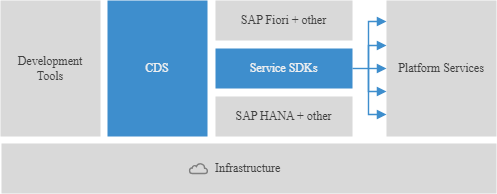 Development
Tools
CDS
SAP Fiori + other
Service SDKs
SAP HANA + other
Platform Services
Infrastructure